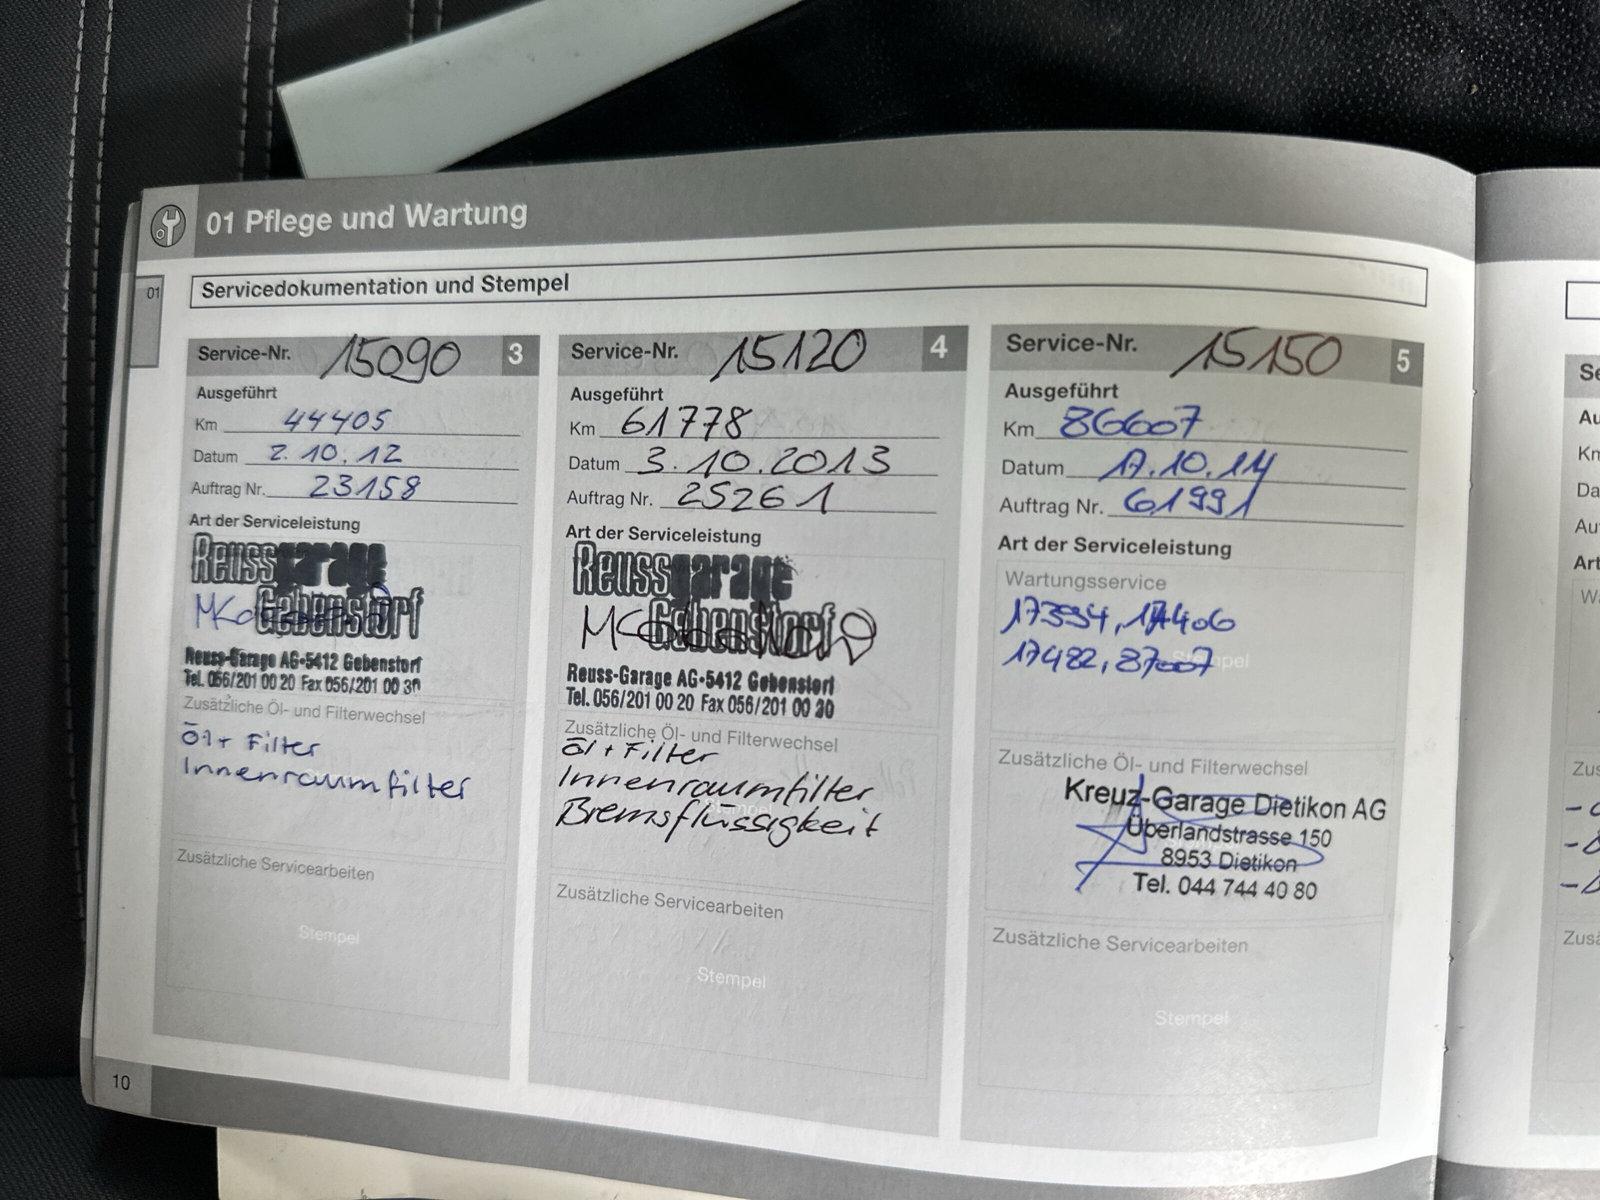 01 Pflege und Wartung
01
Servicedokumentation und Stempel
Service-Nr. 15090 3
Ausgeführt
Km 44405
Datum 2.10.12
Auftrag Nr. 23158
Art der Serviceleistung
Reussgarage
Gebenstorf
Reuss-Garage AG•5412 Gebenstorf
Tel. 056/201 00 20 Fax 056/201 00 30
Zusätzliche Öl- und Filterwechsel
Öl + Filter
Innenraumfilter
Zusätzliche Servicearbeiten
Stempel
Service-Nr. 15120 4
Ausgeführt
Km 61778
Datum 3.10.2013
Auftrag Nr. 25261
Art der Serviceleistung
Reussgarage
Gebenstorf
Reuss-Garage AG•5412 Gebenstorf
Tel. 056/201 00 20 Fax 056/201 00 30
Zusätzliche Öl- und Filterwechsel
Öl + Filter
Innenraumfilter
Stempel
Bremsflüssigkeit
Zusätzliche Servicearbeiten
Stempel
Service-Nr. 15150 5
Ausgeführt
Km 86607
Datum 17.10.14
Auftrag Nr. 61991
Art der Serviceleistung
Wartungsservice
17406
17482, 87007
Stempel
Zusätzliche Öl- und Filterwechsel
Kreuz-Garage Dietikon AG
Überlandstrasse 150
8953 Dietikon
Tel. 044 744 40 80
Zusätzliche Servicearbeiten
Stempel
10